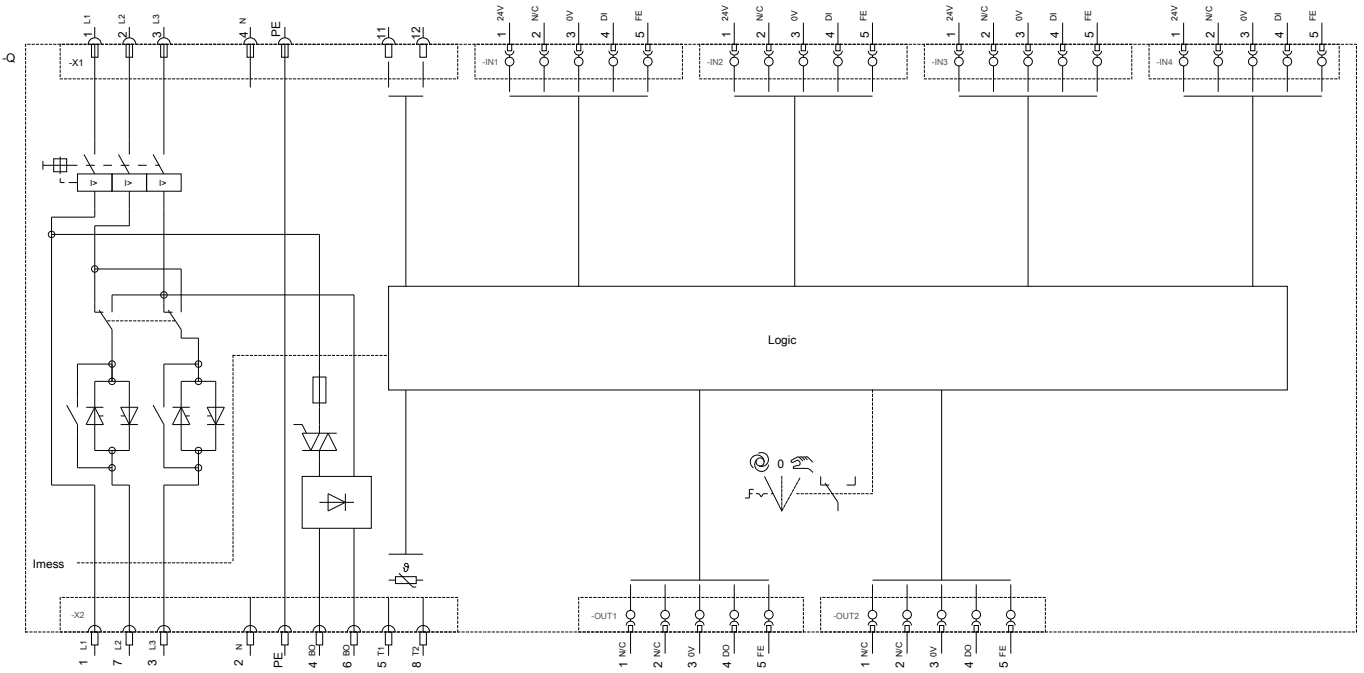 -Q
1 L1
2 L2
3 L3
4 N
PE
11
12
-X1
1 24V
2 N/C
3 0V
4 DI
5 FE
-IN1
1 24V
2 N/C
3 0V
4 DI
5 FE
-IN2
1 24V
2 N/C
3 0V
4 DI
5 FE
-IN3
1 24V
2 N/C
3 0V
4 DI
5 FE
-IN4
I>
I>
I>
Logic
0
Imess
ϑ
-X2
1 L1
7 L2
3 L3
2 N
PE
4 BO
6 BO
5 T1
8 T2
-OUT1
1 N/C
2 N/C
3 0V
4 DO
5 FE
-OUT2
1 N/C
2 N/C
3 0V
4 DO
5 FE